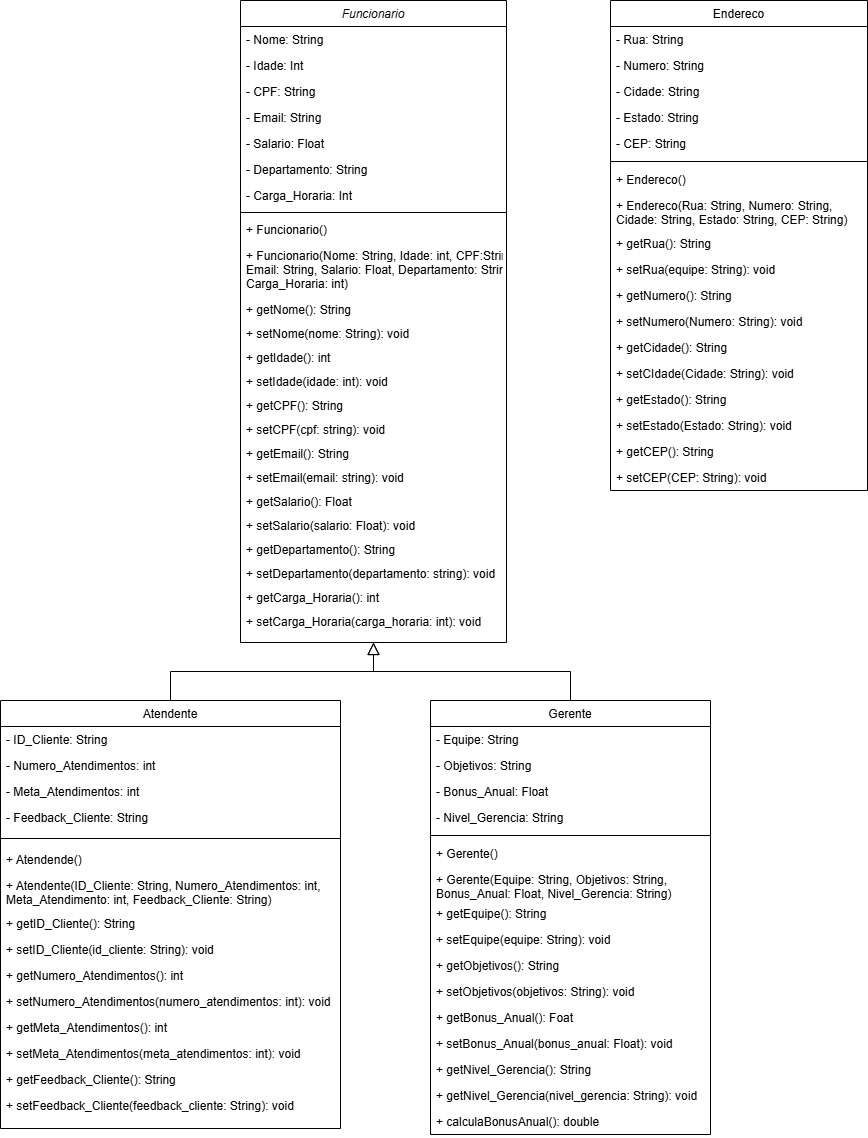 Funcionario
- Nome: String
- Idade: Int
- CPF: String
- Email: String
- Salario: Float
- Departamento: String
- Carga_Horaria: Int
+ Funcionario()
+ Funcionario(Nome: String, Idade: int, CPF:Strin
Email: String, Salario: Float, Departamento: Strin
Carga_Horaria: int)
+ getNome(): String
+ setNome(nome: String): void
+ getIdade(): int
+ setIdade(idade: int): void
+ getCPF(): String
+ setCPF(cpf: string): void
+ getEmail(): String
+ setEmail(email: string): void
+ getSalario(): Float
+ setSalario(salario: Float): void
+ getDepartamento(): String
+ setDepartamento(departamento: string): void
+ getCarga_Horaria(): int
+ setCarga_Horaria(carga_horaria: int): void
Endereco
- Rua: String
- Numero: String
- Cidade: String
- Estado: String
- CEP: String
+ Endereco()
+ Endereco(Rua: String, Numero: String,
Cidade: String, Estado: String, CEP: String)
+ getRua(): String
+ setRua(equipe: String): void
+ getNumero(): String
+ setNumero(Numero: String): void
+ getCidade(): String
+ setCIdade(Cidade: String): void
+ getEstado(): String
+ setEstado(Estado: String): void
+ getCEP(): String
+ setCEP(CEP: String): void
Atendente
- ID_Cliente: String
- Numero_Atendimentos: int
- Meta_Atendimentos: int
- Feedback_Cliente: String
+ Atendende()
+ Atendente(ID_Cliente: String, Numero_Atendimentos: int,
Meta_Atendimento: int, Feedback_Cliente: String)
+ getID_Cliente(): String
+ setID_Cliente(id_cliente: String): void
+ getNumero_Atendimentos(): int
+ setNumero_Atendimentos(numero_atendimentos: int): void
+ getMeta_Atendimentos(): int
+ setMeta_Atendimentos(meta_atendimentos: int): void
+ getFeedback_Cliente(): String
+ setFeedback_Cliente(feedback_cliente: String): void
Gerente
- Equipe: String
- Objetivos: String
- Bonus_Anual: Float
- Nivel_Gerencia: String
+ Gerente()
+ Gerente(Equipe: String, Objetivos: String,
Bonus_Anual: Float, Nivel_Gerencia: String)
+ getEquipe(): String
+ setEquipe(equipe: String): void
+ getObjetivos(): String
+ setObjetivos(objetivos: String): void
+ getBonus_Anual(): Foat
+ setBonus_Anual(bonus_anual: Float): void
+ getNivel_Gerencia(): String
+ getNivel_Gerencia(nivel_gerencia: String): void
+ calculaBonusAnual(): double